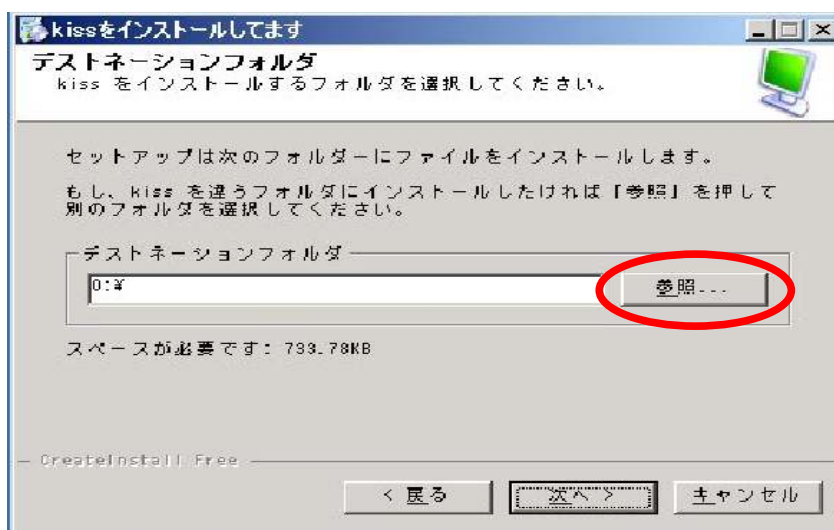 kissをインストールしてます
デストネーションフォルダ
kiss をインストールするフォルダを選択してください。
セットアップは次のフォルダーにファイルをインストールします。
もし、kiss を違うフォルダにインストールしたければ「参照」を押して
別のフォルダを選択してください。
デストネーションフォルダ
O:¥
参照...
スペースが必要です: 733.78KB
CreateInstall Free
< 戻る
次へ >
キャンセル